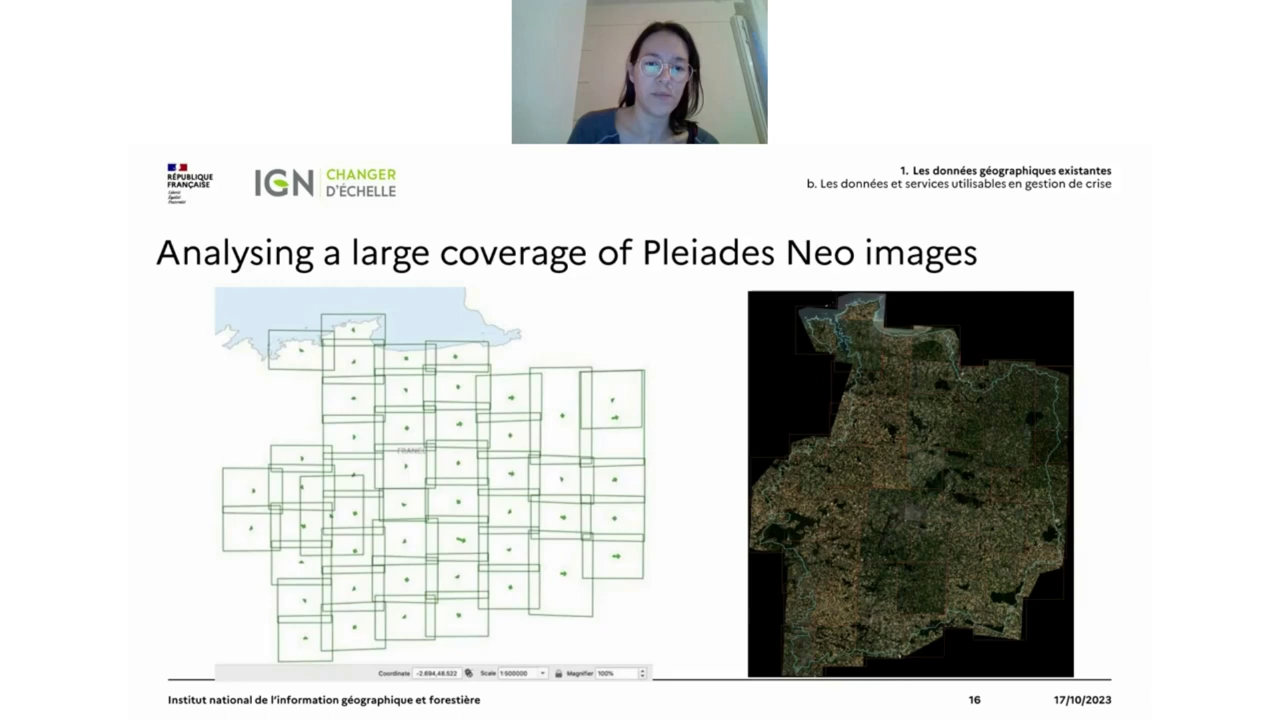 RÉPUBLIQUE
FRANÇAISE
Liberté
Égalité
Fraternité
IGN
CHANGER
D'ÉCHELLE
1. Les données géographiques existantes
b. Les données et services utilisables en gestion de crise
Analysing a large coverage of Pleiades Neo images
FRANCE
Coordinate -2.694,48.522 Scale 1:500000 Magnifier 100%
Institut national de l'information géographique et forestière 16 17/10/2023